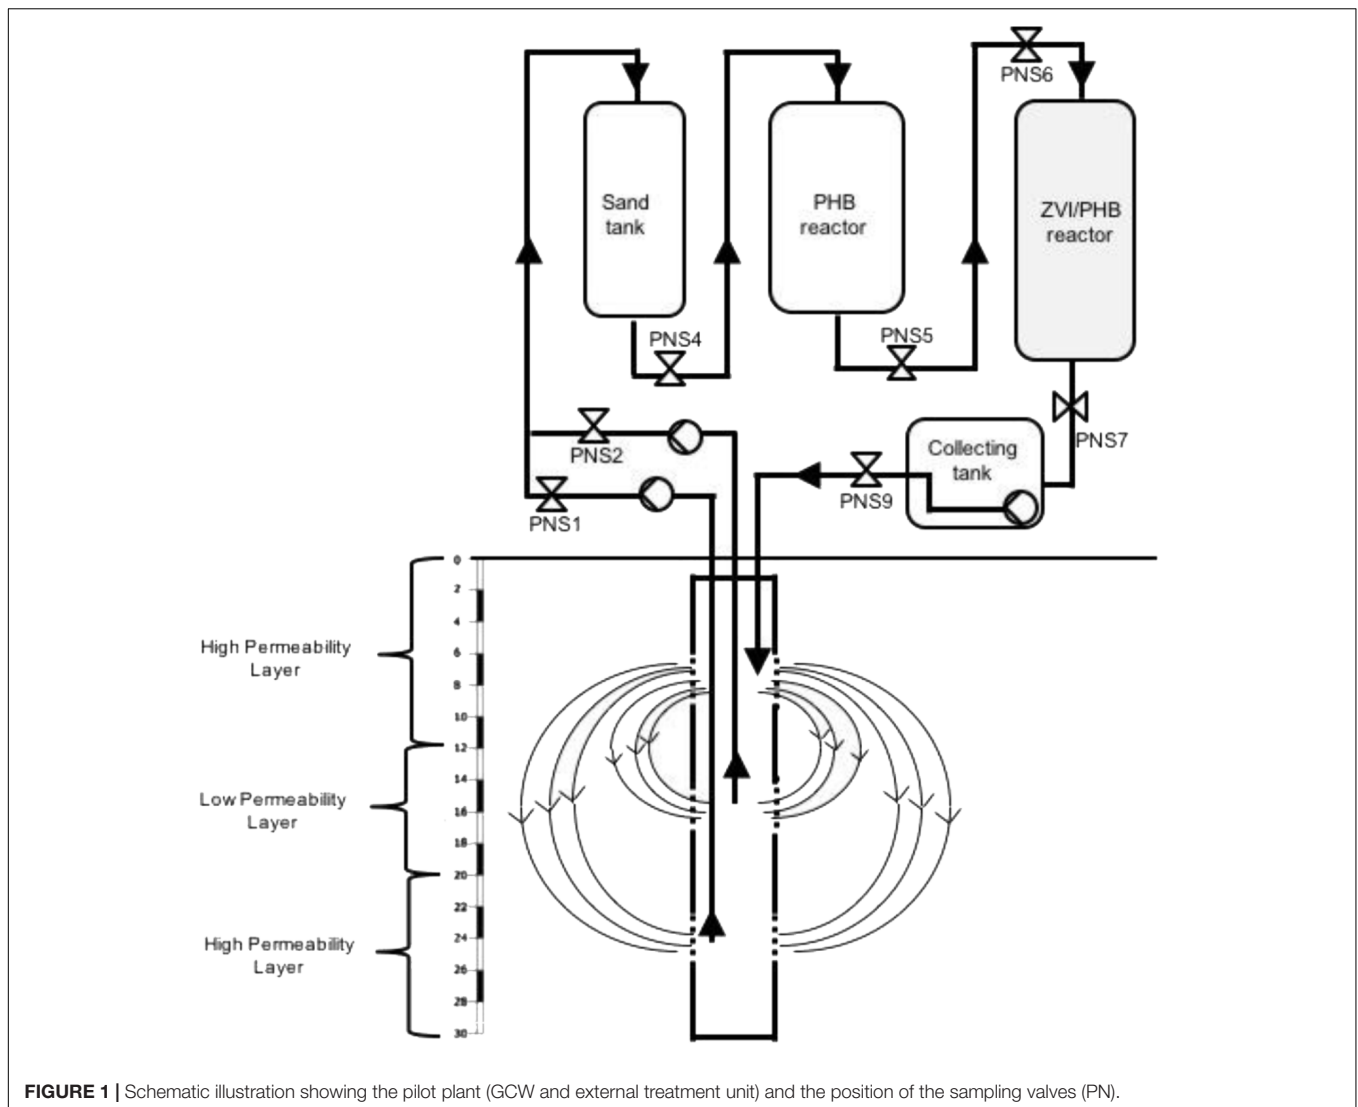 PNS6
Sand
tank
PHB
reactor
ZVI/PHB
reactor
PNS4
PNS5
PNS2
PNS7
Collecting
tank
PNS9
PNS1
0
2
4
6
8
10
12
14
16
18
20
22
24
26
28
30
High Permeability
Layer
Low Permeability
Layer
High Permeability
Layer
FIGURE 1 | Schematic illustration showing the pilot plant (GCW and external treatment unit) and the position of the sampling valves (PN).